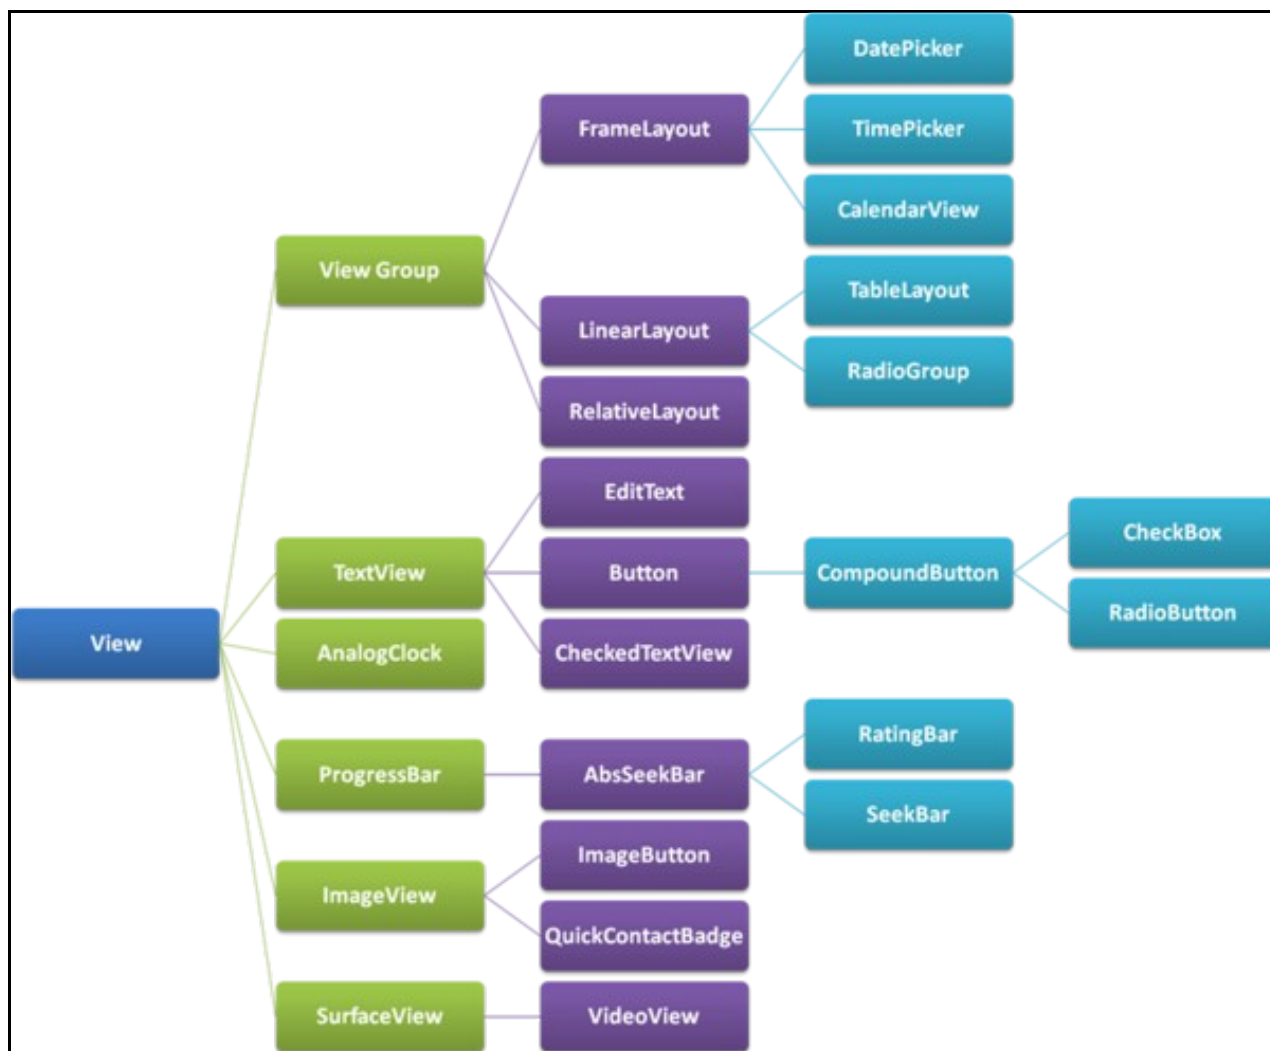 DatePicker
FrameLayout
TimePicker
CalendarView
View Group
TableLayout
LinearLayout
RadioGroup
RelativeLayout
EditText
CheckBox
TextView
Button
CompoundButton
RadioButton
View
AnalogClock
CheckedTextView
RatingBar
ProgressBar
AbsSeekBar
SeekBar
ImageButton
ImageView
QuickContactBadge
SurfaceView
VideoView